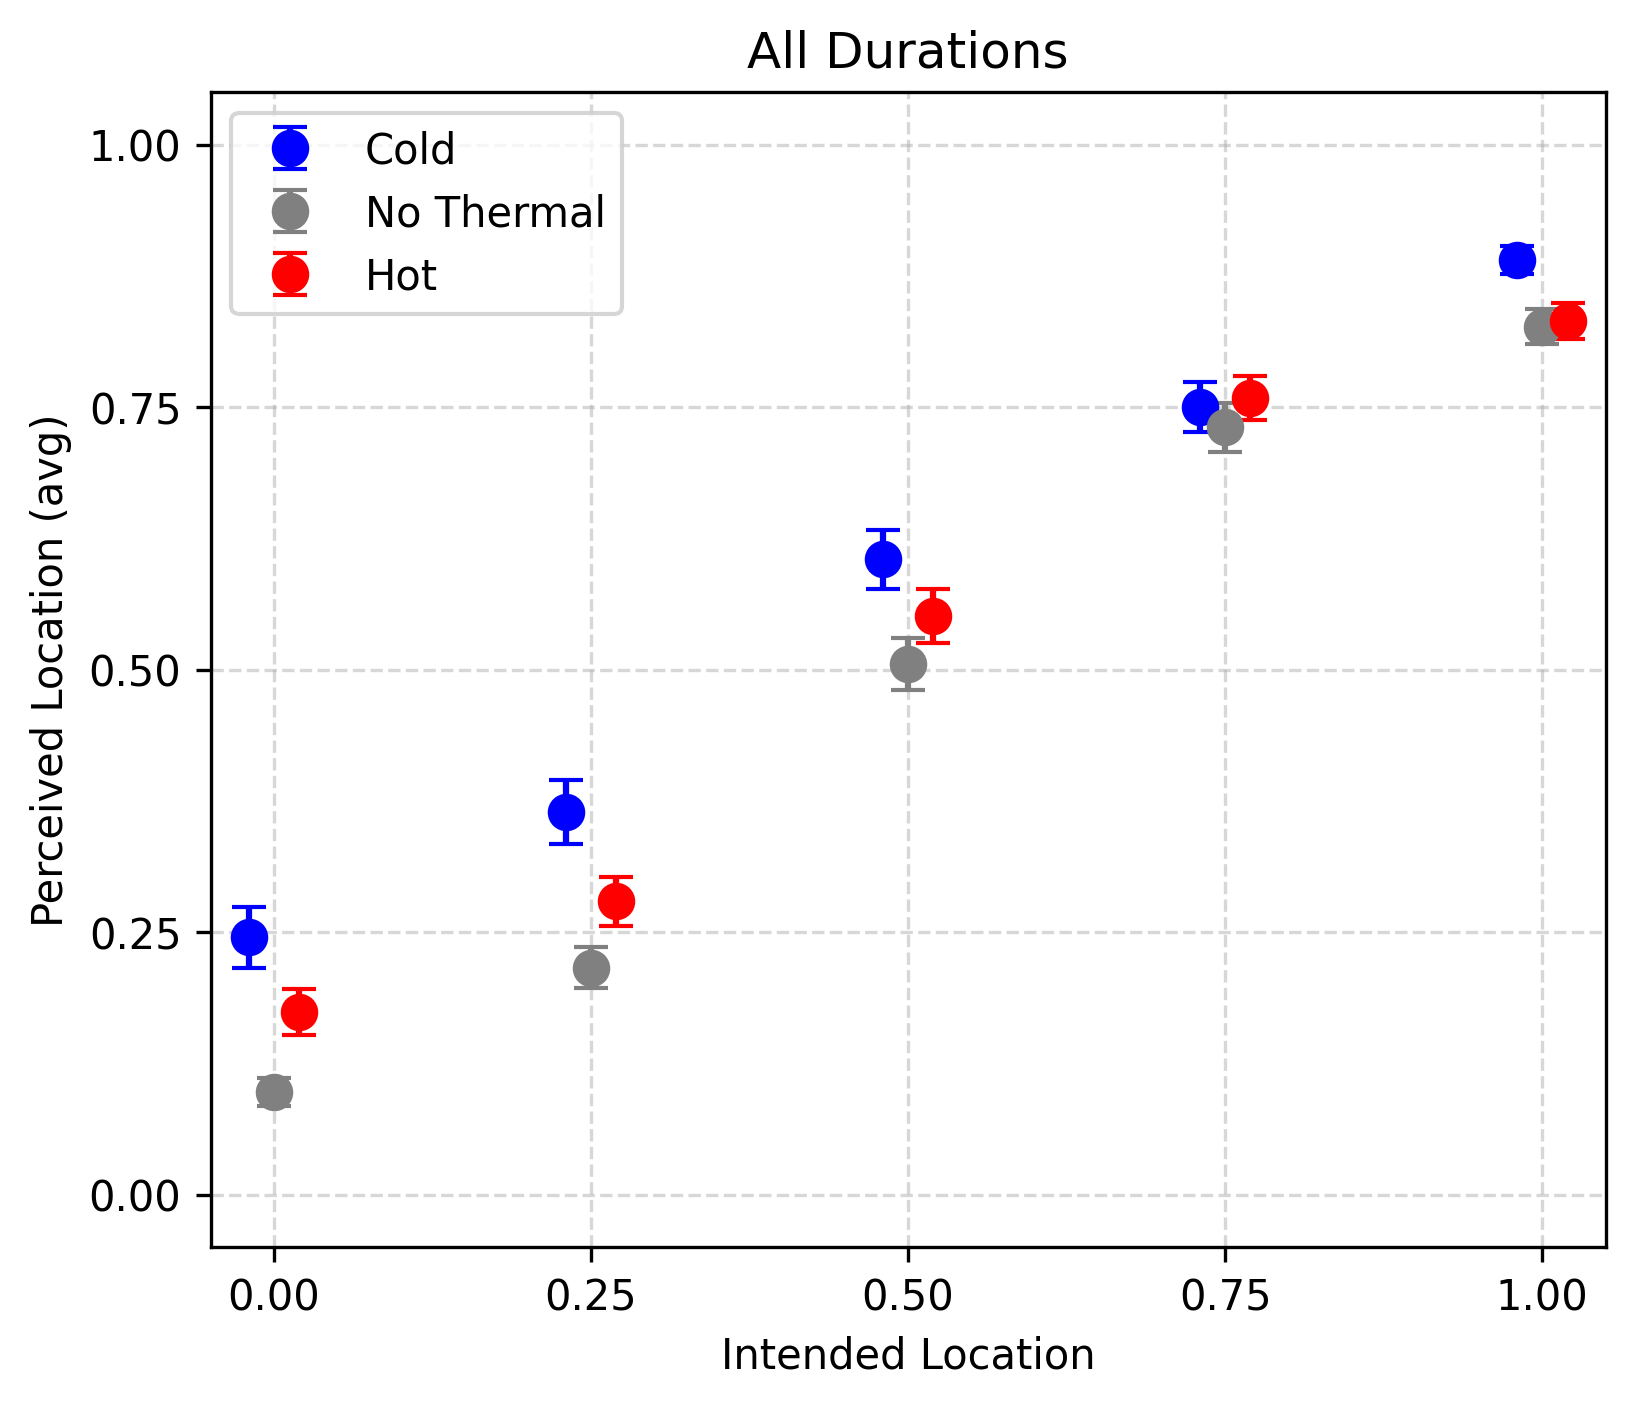 All Durations
Cold
No Thermal
Hot
1.00
0.75
0.50
0.25
0.00
Perceived Location (avg)
0.00 0.25 0.50 0.75 1.00
Intended Location